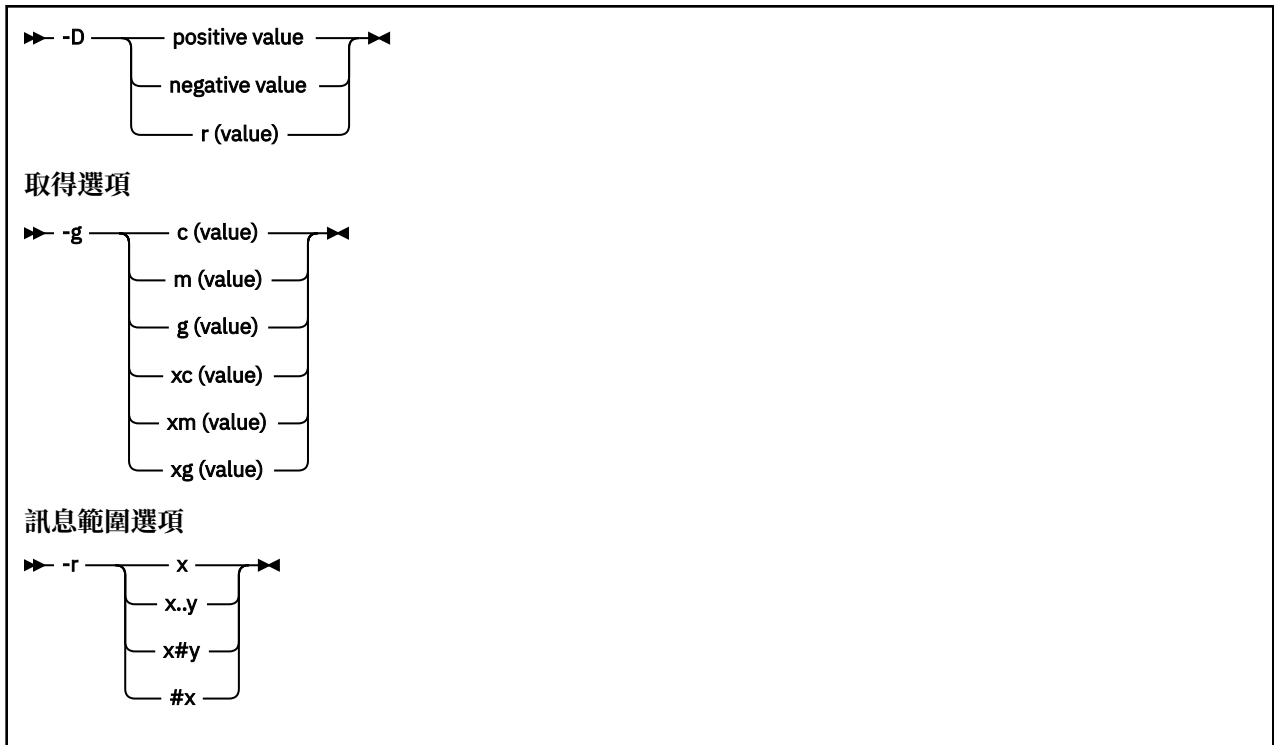 -D positive value
negative value
r (value)
取得選項
-g c (value)
m (value)
g (value)
xc (value)
xm (value)
xg (value)
訊息範圍選項
-r x
x..y
x#y
#x